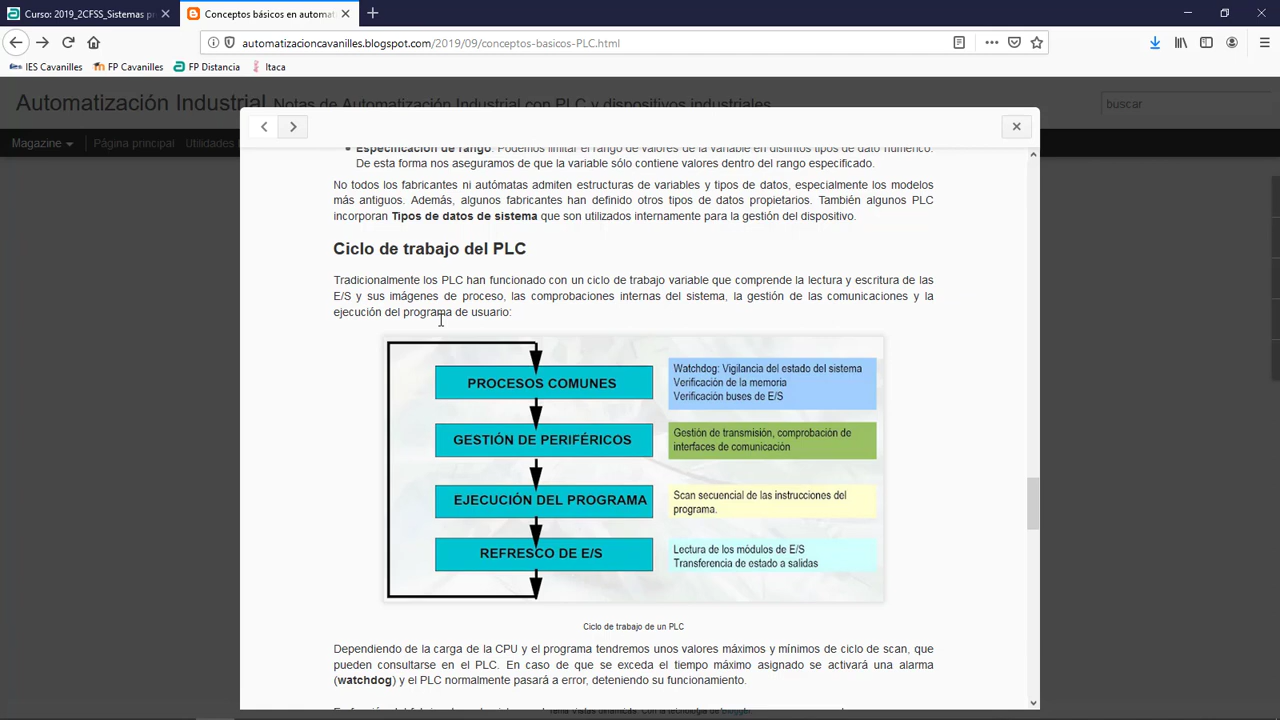 Curso: 2019_2CFSS_Sistemas pr
Conceptos básicos en automati
automatizacioncavanilles.blogspot.com/2019/09/conceptos-basicos-PLC.html
IES Cavanilles
FP Cavanilles
FP Distancia
Itaca
Automatización Industrial Notas de Automatización Industrial con PLC y dispositivos industriales
buscar
Magazine
Página principal
Utilidades
Especificación de rango. Podemos limitar el rango de valores de la variable en distintos tipos de dato numérico.
De esta forma nos aseguramos de que la variable sólo contiene valores dentro del rango especificado.
No todos los fabricantes ni autómatas admiten estructuras de variables y tipos de datos, especialmente los modelos
más antiguos. Además, algunos fabricantes han definido otros tipos de datos propietarios. También algunos PLC
incorporan Tipos de datos de sistema que son utilizados internamente para la gestión del dispositivo.
Ciclo de trabajo del PLC
Tradicionalmente los PLC han funcionado con un ciclo de trabajo variable que comprende la lectura y escritura de las
E/S y sus imágenes de proceso, las comprobaciones internas del sistema, la gestión de las comunicaciones y la
ejecución del programa de usuario:
PROCESOS COMUNES
Watchdog: Vigilancia del estado del sistema
Verificación de la memoria
Verificación buses de E/S
GESTIÓN DE PERIFÉRICOS
Gestión de transmisión, comprobación de
interfaces de comunicación
EJECUCIÓN DEL PROGRAMA
Scan secuencial de las instrucciones del
programa.
REFRESCO DE E/S
Lectura de los módulos de E/S
Transferencia de estado a salidas
Ciclo de trabajo de un PLC
Dependiendo de la carga de la CPU y el programa tendremos unos valores máximos y mínimos de ciclo de scan, que
pueden consultarse en el PLC. En caso de que se exceda el tiempo máximo asignado se activará una alarma
(watchdog) y el PLC normalmente pasará a error, deteniendo su funcionamiento.